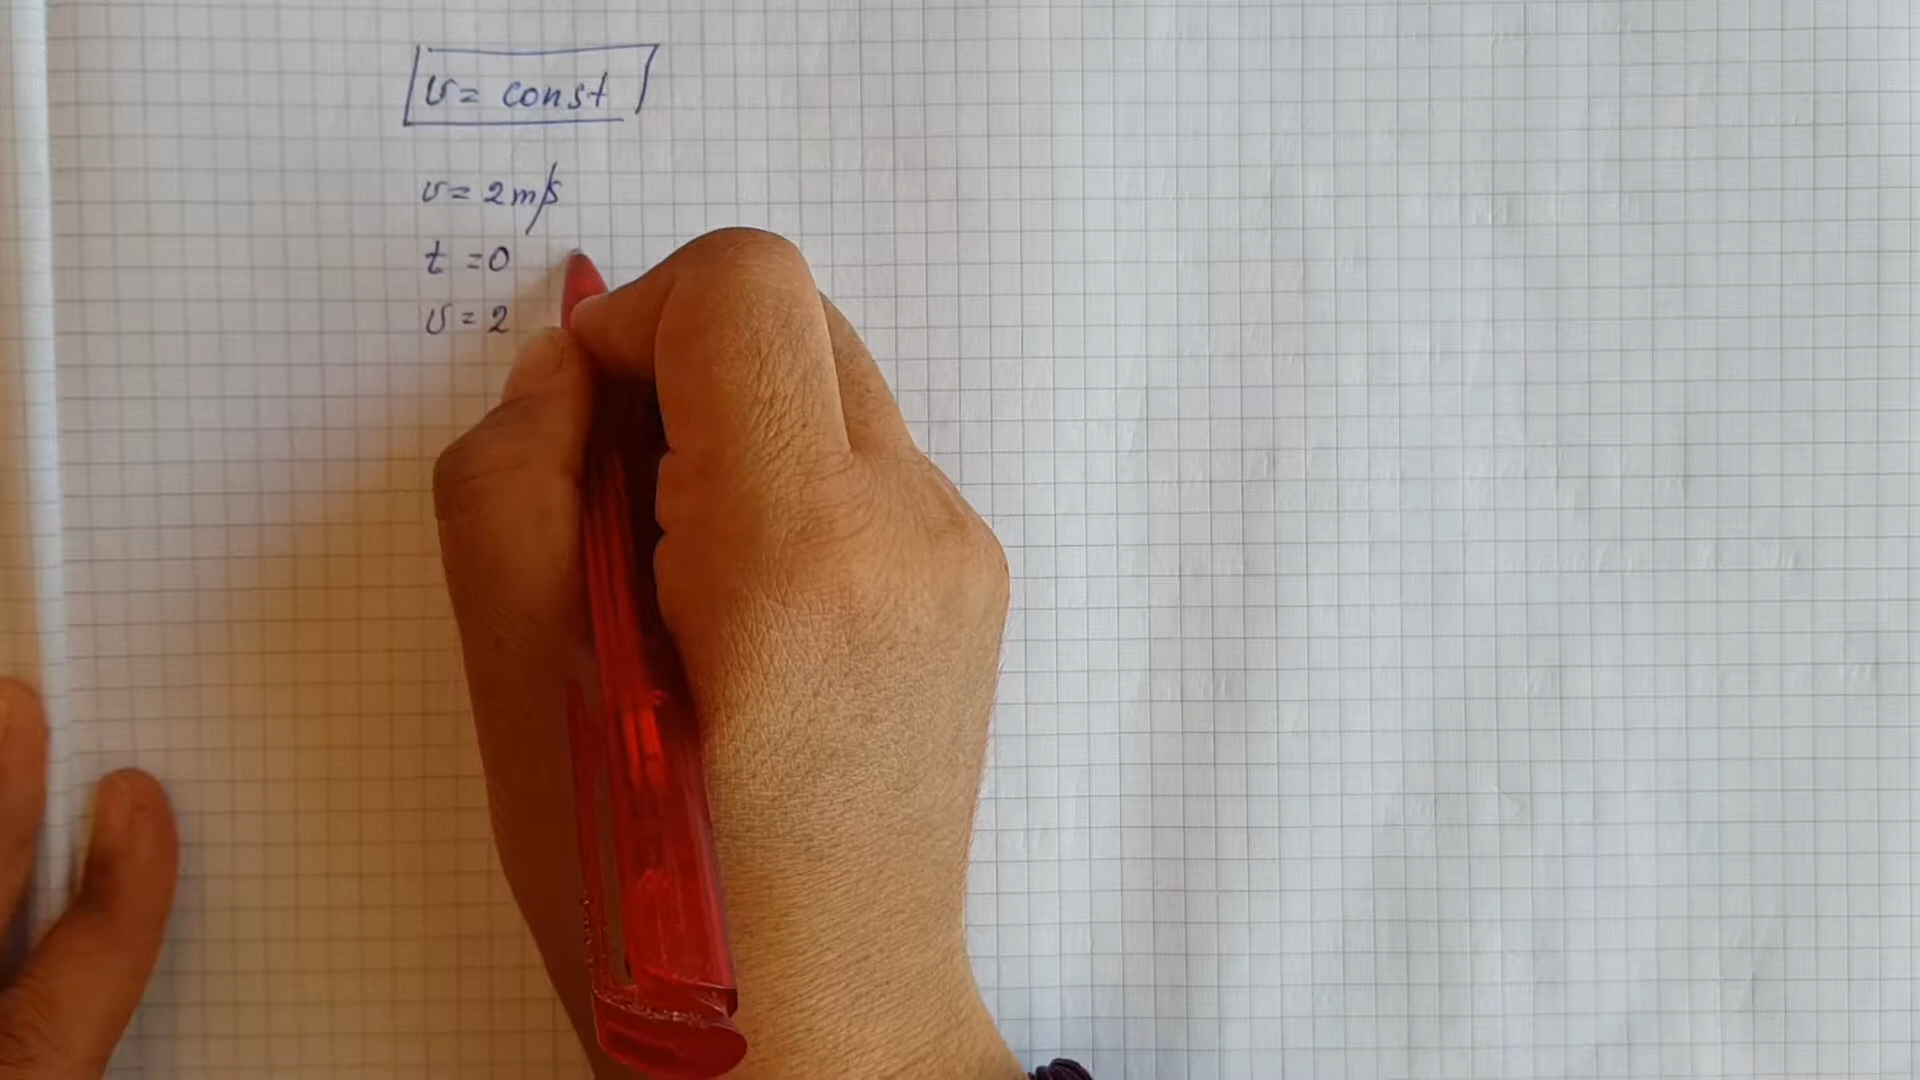 v = const
v = 2 m/s
t = 0
v = 2